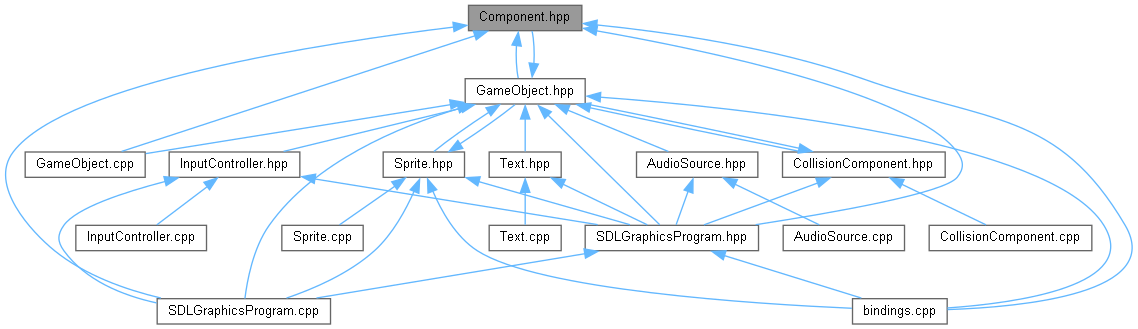 Component.hpp
GameObject.hpp
GameObject.cpp
InputController.hpp
Sprite.hpp
Text.hpp
AudioSource.hpp
CollisionComponent.hpp
InputController.cpp
Sprite.cpp
Text.cpp
SDLGraphicsProgram.hpp
AudioSource.cpp
CollisionComponent.cpp
SDLGraphicsProgram.cpp
bindings.cpp